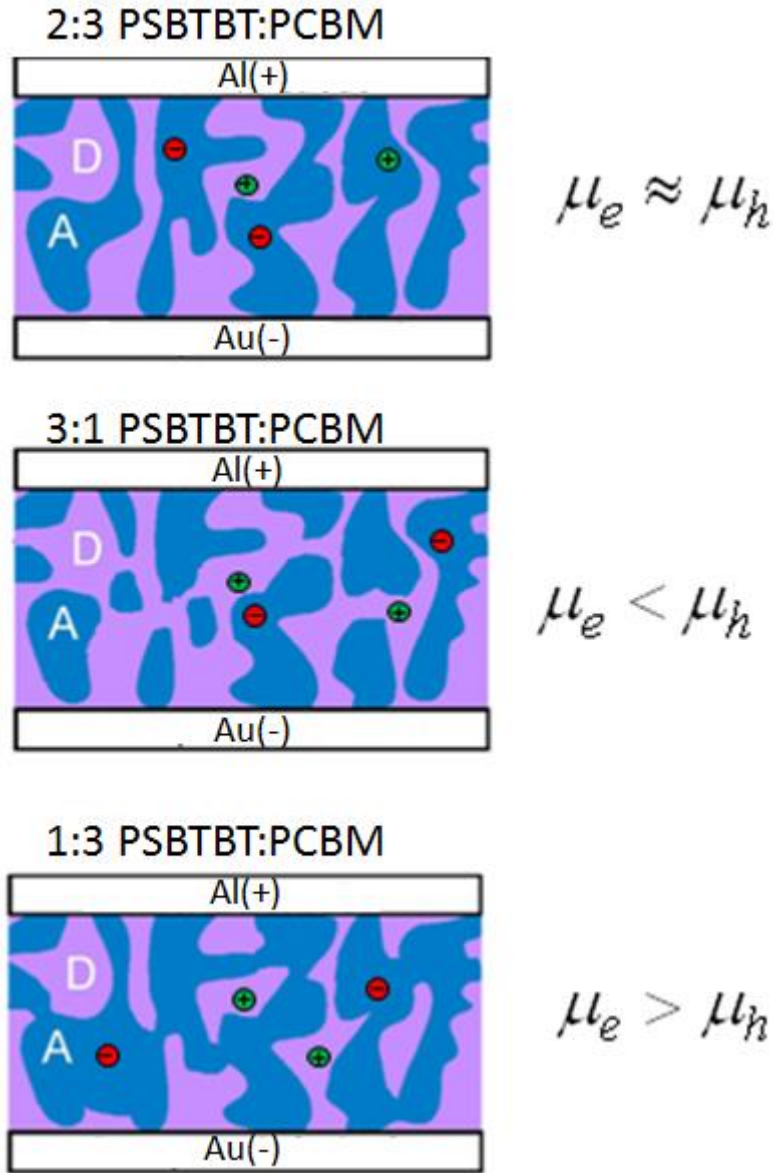 2:3 PSBTBT:PCBM
Al(+)
D
A
μe ≈ μh
Au(-)
3:1 PSBTBT:PCBM
Al(+)
D
A
μe < μh
Au(-)
1:3 PSBTBT:PCBM
Al(+)
D
A
μe > μh
Au(-)